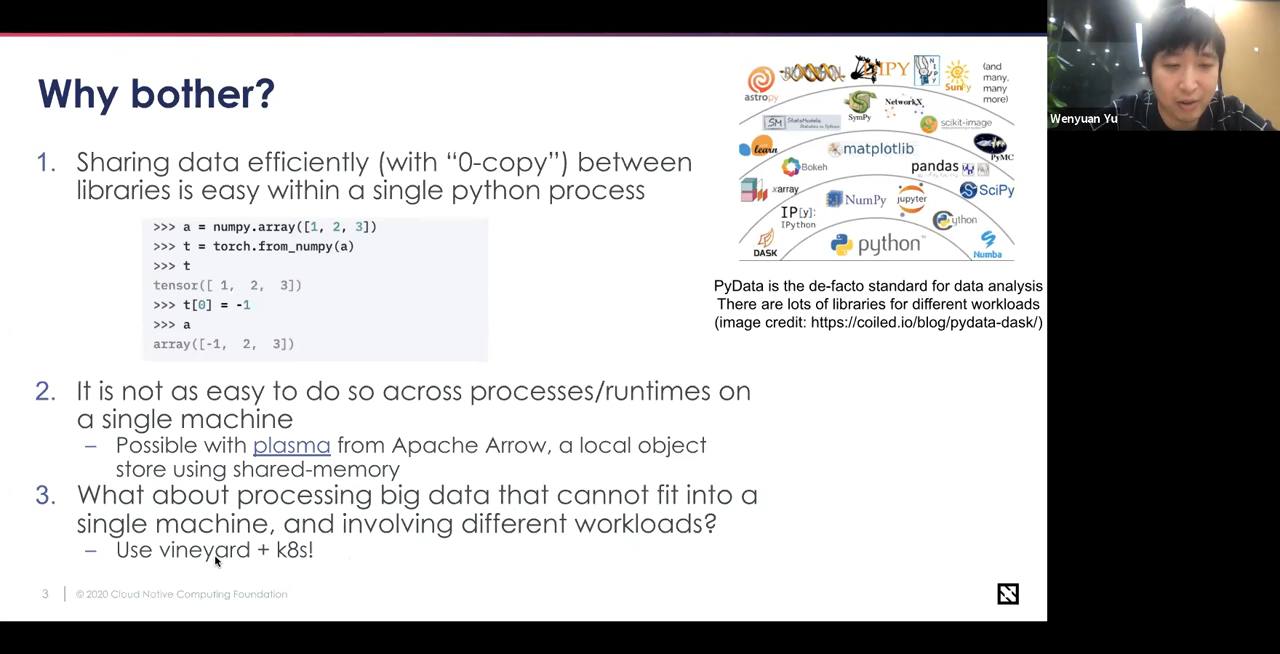 Why bother?
1. Sharing data efficiently (with “0-copy”) between
libraries is easy within a single python process
>>> a = numpy.array([1, 2, 3])
>>> t = torch.from_numpy(a)
>>> t
tensor([ 1, 2, 3])
>>> t[0] = -1
>>> a
array([-1, 2, 3])
2. It is not as easy to do so across processes/runtimes on
a single machine
– Possible with plasma from Apache Arrow, a local object
store using shared-memory
3. What about processing big data that cannot fit into a
single machine, and involving different workloads?
– Use vineyard + k8s!
3
© 2020 Cloud Native Computing Foundation
astropy
DIPY
SunPy
(and
many,
many
more)
SymPy
NetworkX
SM StatsModels
Statistics in Python
scikit-image
learn
matplotlib
PyMC
Bokeh
pandas
xarray
NumPy
jupyter
SciPy
IP[y]:
IPython
python
ython
DASK
Numba
PyData is the de-facto standard for data analysis
There are lots of libraries for different workloads
(image credit: https://coiled.io/blog/pydata-dask/)
Wenyuan Yu